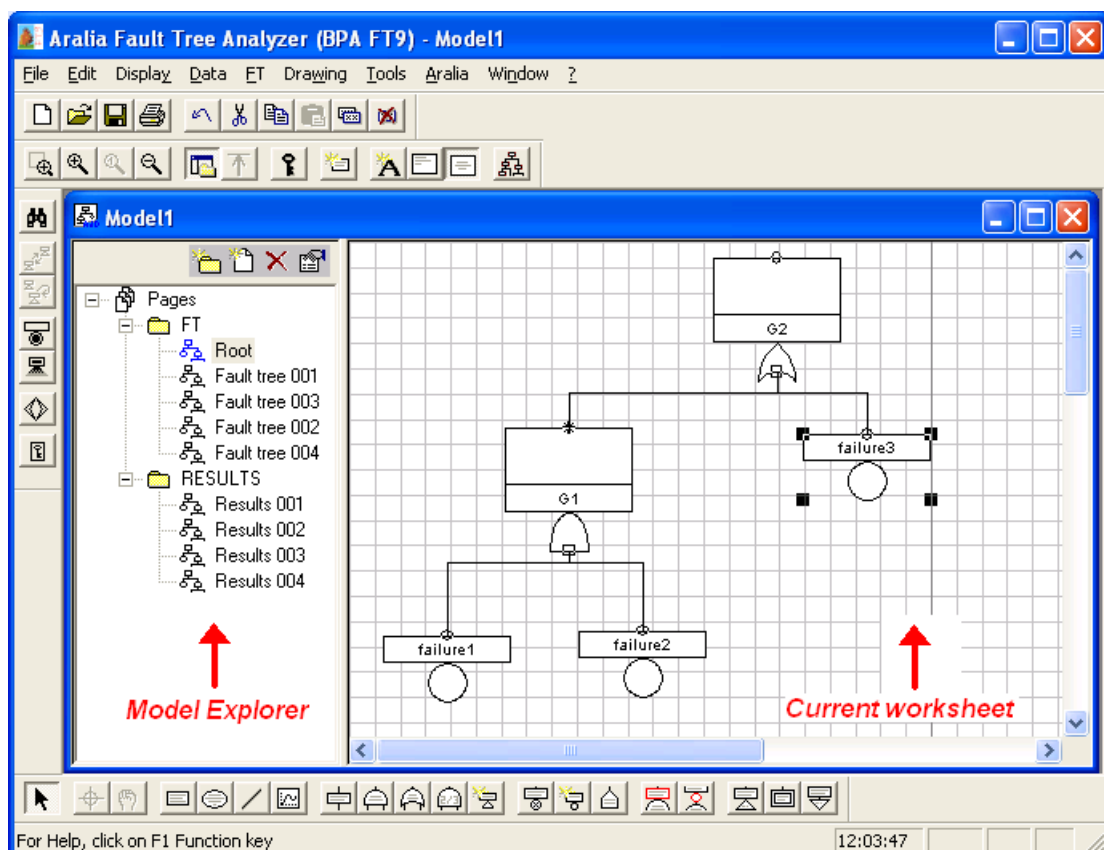 Aralia Fault Tree Analyzer (BPA FT9) - Model1
File Edit Display Data FT Drawing Tools Aralia Window ?
Model1
Pages
FT
Root
Fault tree 001
Fault tree 003
Fault tree 002
Fault tree 004
RESULTS
Results 001
Results 002
Results 003
Results 004
Model Explorer
G2
failure3
G1
failure1
failure2
Current worksheet
2/3
For Help, click on F1 Function key
12:03:47